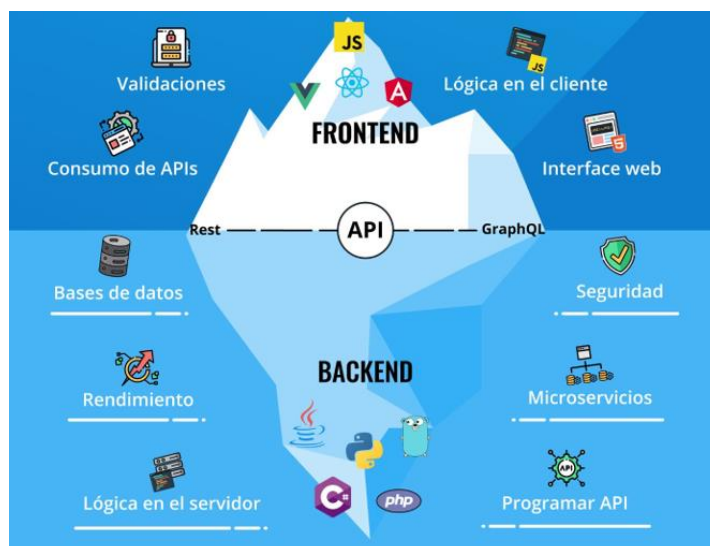 JS
Validaciones
JS
Lógica en el cliente
A
FRONTEND
Consumo de APIs
5
Interface web
Rest
API
GraphQL
Bases de datos
Seguridad
BACKEND
Rendimiento
Microservicios
API
Lógica en el servidor
C#
php
Programar API